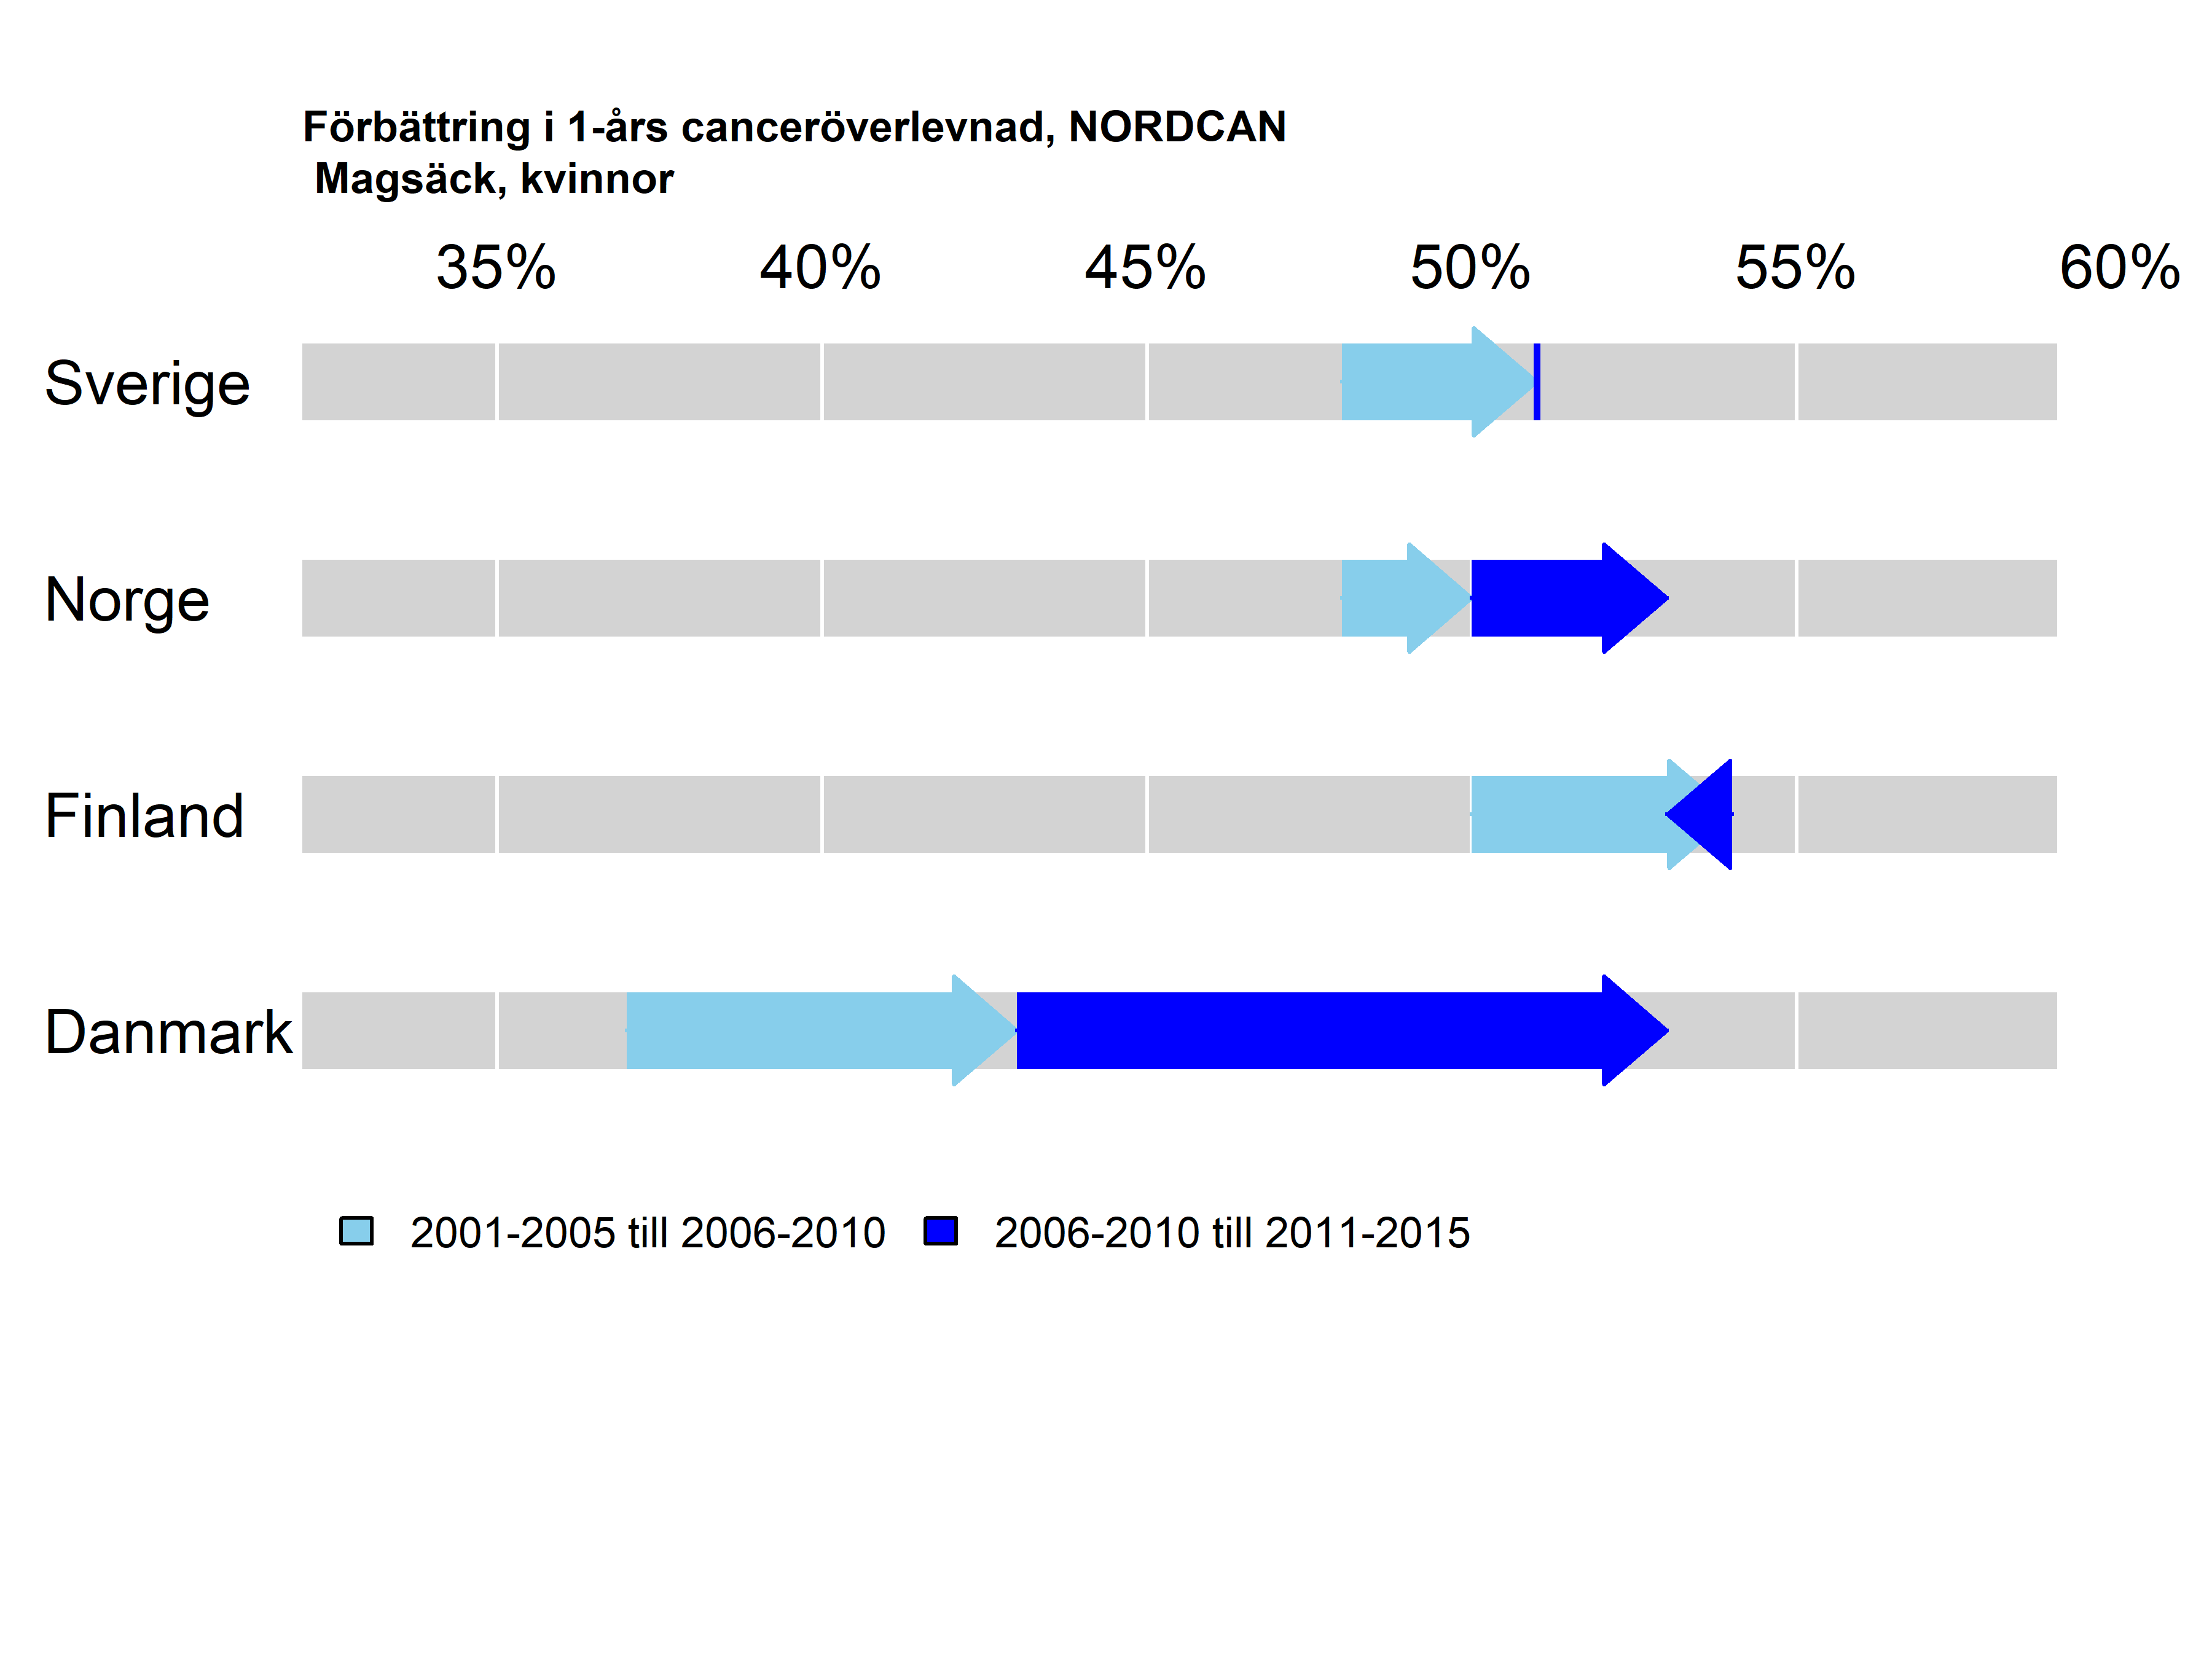 Förbättring i 1-års canceröverlevnad, NORDCAN
Magsäck, kvinnor
35% 40% 45% 50% 55% 60%
Sverige
Norge
Finland
Danmark
2001-2005 till 2006-2010 2006-2010 till 2011-2015